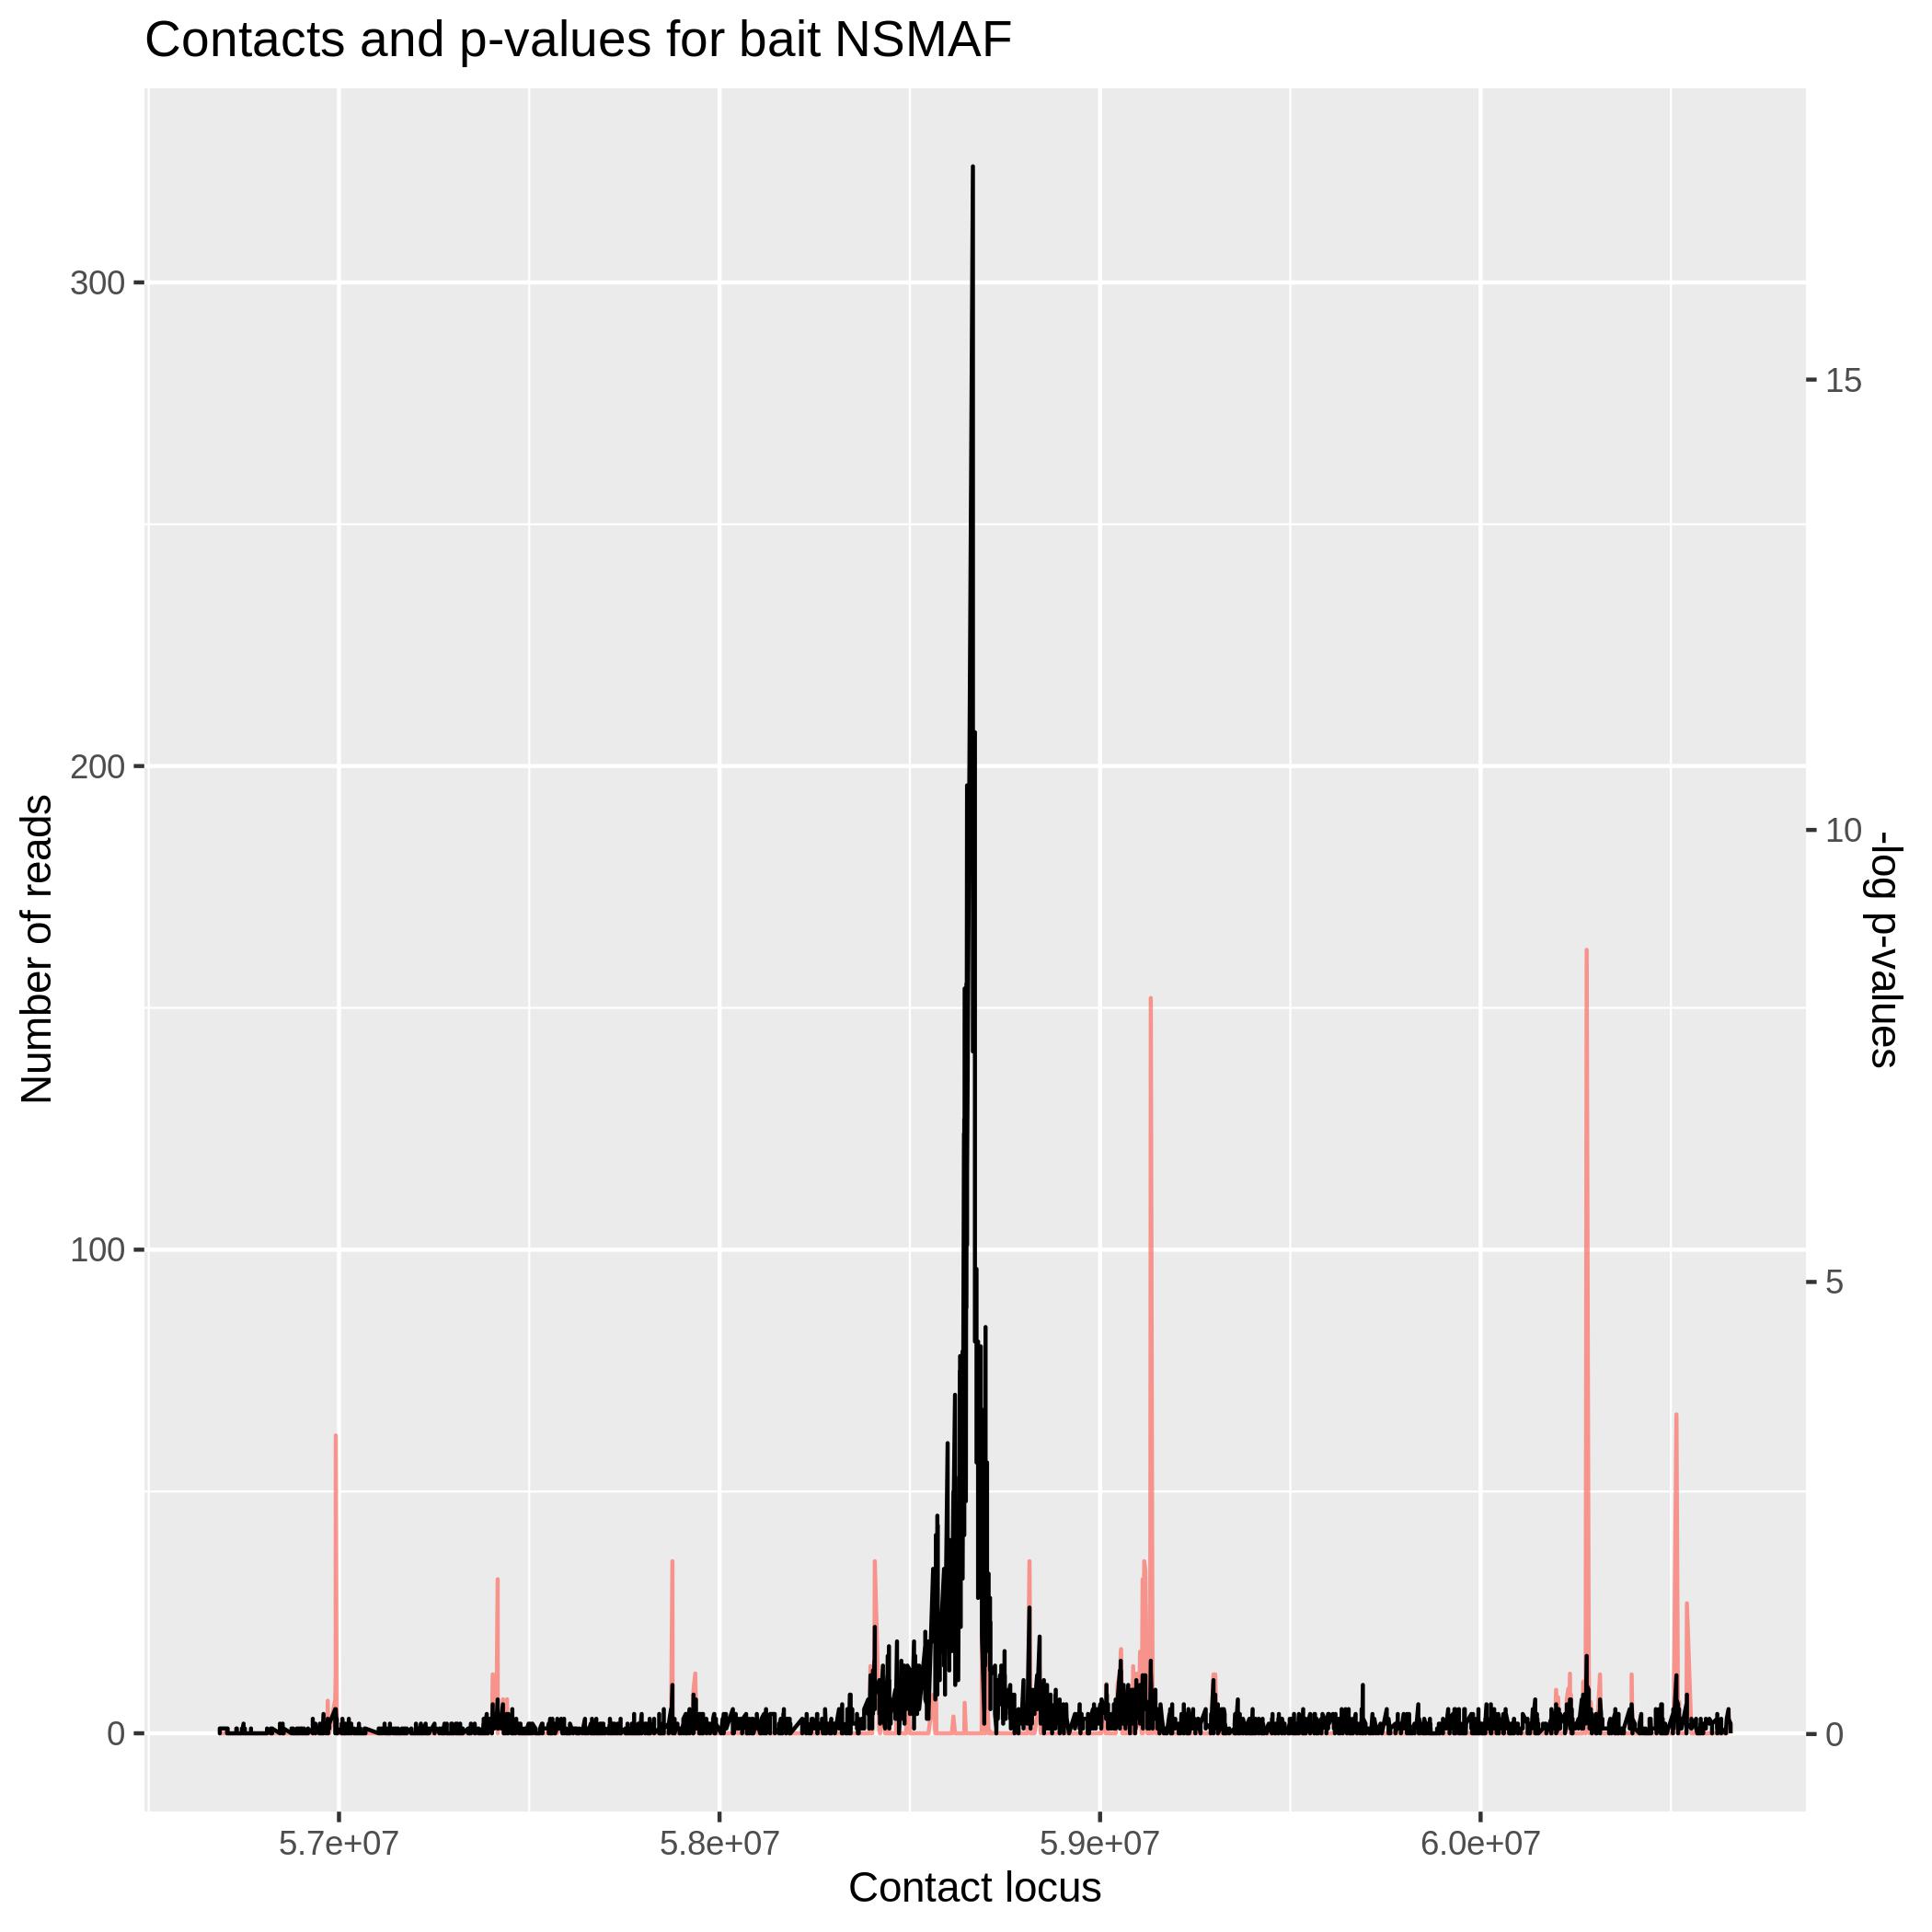 Contacts and p-values for bait NSMAF
300
200
100
0
Number of reads
15
10
5
0
-log p-values
5.7e+07
5.8e+07
5.9e+07
6.0e+07
Contact locus